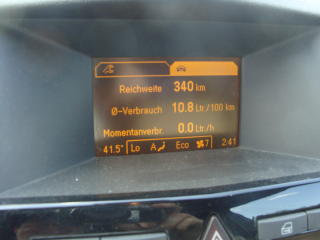 Reichweite 340 km
Ø-Verbrauch 10.8 Ltr./100 km
Momentanverbr. 0.0 Ltr./h
41.5° Lo A Eco 7 2:41